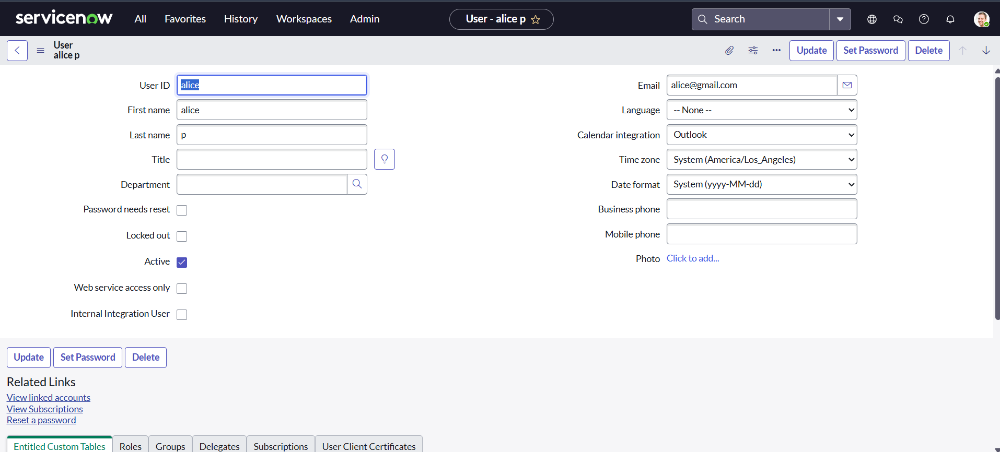 servicenow All Favorites History Workspaces Admin User - alice p Search
User
alice p
Update Set Password Delete
User ID alice
First name alice
Last name p
Title
Department
Password needs reset
Locked out
Active
Web service access only
Internal Integration User
Email alice@gmail.com
Language -- None --
Calendar integration Outlook
Time zone System (America/Los_Angeles)
Date format System (yyyy-MM-dd)
Business phone
Mobile phone
Photo Click to add...
Update Set Password Delete
Related Links
View linked accounts
View Subscriptions
Reset a password
Entitled Custom Tables Roles Groups Delegates Subscriptions User Client Certificates